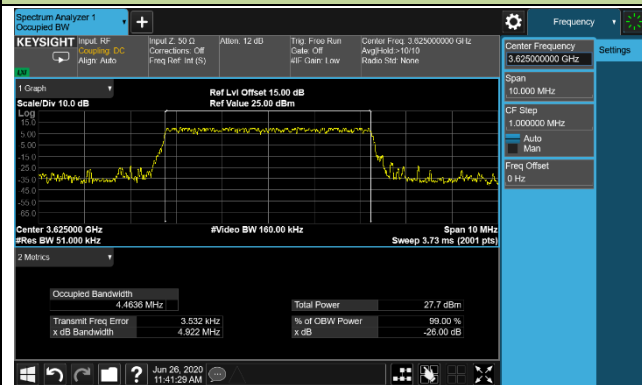 Spectrum Analyzer 1
Occupied BW
Frequency
KEYSIGHT
Input: RF
Coupling: DC
Align: Auto
Input Z: 50 Ω
Corrections: Off
Freq Ref: Int (S)
Atten: 12 dB
Trig: Free Run
Gate: Off
#IF Gain: Low
Center Freq: 3.625000000 GHz
Avg|Hold:>10/10
Radio Std: None
LXI
Center Frequency
3.625000000 GHz
Settings
Span
10.000 MHz
CF Step
1.000000 MHz
Auto
Man
Freq Offset
0 Hz
1 Graph
Scale/Div 10.0 dB
Ref Lvl Offset 15.00 dB
Ref Value 25.00 dBm
Log
15.0
5.00
-5.00
-15.0
-25.0
-35.0
-45.0
-55.0
-65.0
Center 3.625000 GHz
#Res BW 51.000 kHz
#Video BW 160.00 kHz
Span 10 MHz
Sweep 3.73 ms (2001 pts)
2 Metrics
Occupied Bandwidth
4.4636 MHz
Total Power 27.7 dBm
Transmit Freq Error 3.532 kHz
% of OBW Power 99.00 %
x dB Bandwidth 4.922 MHz
x dB -26.00 dB
?
Jun 26, 2020
11:41:29 AM